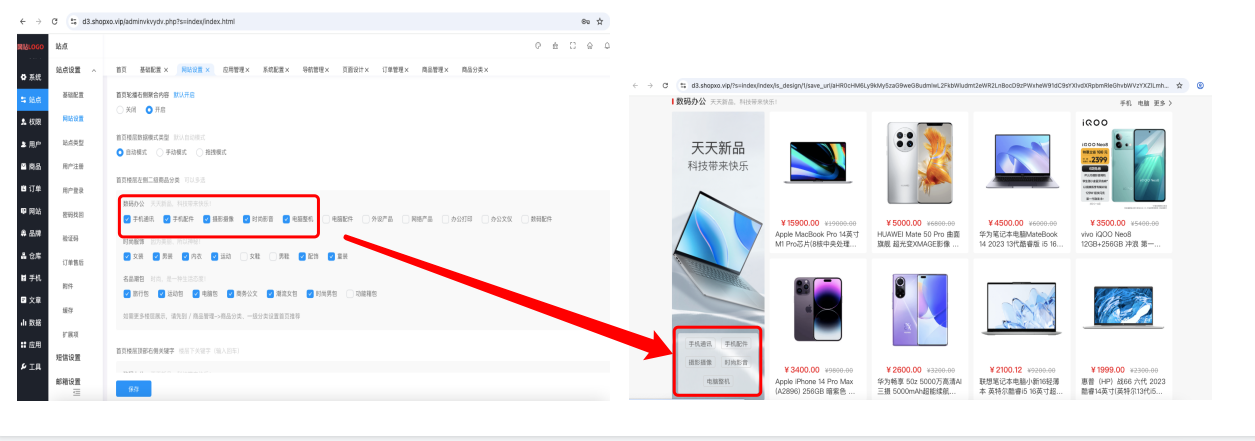 d3.shopxo.vip/adminvkvydv.php?s=index/index.html
网站LOGO
站点
系统
站点
权限
用户
商品
订单
网站
品牌
仓库
手机
文章
数据
应用
工具
站点设置
基础配置
网站设置
站点类型
用户注册
用户登录
密码找回
验证码
订单售后
附件
缓存
扩展项
短信设置
邮箱设置
首页 基础配置 × 网站设置 × 应用管理 × 系统配置 × 导航管理 × 页面设计 × 订单管理 × 商品管理 × 商品分类 ×
首页轮播右侧聚合内容 默认开启
关闭 开启
首页楼层数据模式类型 默认自动模式
自动模式 手动模式 拖拽模式
首页楼层左侧二级商品分类 可以多选
数码办公 天天新品，科技带来快乐！
手机通讯 手机配件 摄影摄像 时尚影音 电脑整机 电脑配件 外设产品 网络产品 办公打印 办公文仪 数码配件
时尚服饰
女装 男装 内衣 运动 女鞋 男鞋 配饰 童装
名品潮包
旅行包 运动包 电脑包 商务公文 潮流女包 时尚男包 功能箱包
如需更多楼层展示，请先到 / 商品管理->商品分类、一级分类设置首页推荐
首页楼层顶部右侧关键字
保存
数码办公 天天新品，科技带来快乐！
手机 电脑 更多
天天新品
科技带来快乐
手机通讯 手机配件
摄影摄像 时尚影音
电脑整机
¥15900.00 ¥19900.00
Apple MacBook Pro 14英寸
M1 Pro芯片(8核中央处理...
¥5000.00 ¥6800.00
HUAWEI Mate 50 Pro 曲面
旗舰 超光变XMAGE影像 ...
¥4500.00 ¥6000.00
华为笔记本电脑MateBook
14 2023 13代酷睿版 i5 16...
iQOO
iQOO Neo8
2399
¥3500.00 ¥5400.00
vivo iQOO Neo8
12GB+256GB 冲浪 第一...
¥3400.00 ¥9800.00
Apple iPhone 14 Pro Max
(A2896) 256GB 暗紫色 ...
¥2600.00 ¥3200.00
华为畅享 50z 5000万高清AI
三摄 5000mAh超能续航...
¥2100.12 ¥5200.00
联想笔记本电脑小新16轻薄
本 英特尔酷睿i5 16英寸超...
¥1999.00 ¥2300.00
惠普（HP）战66 六代 2023
酷睿14英寸(英特尔13代i5...